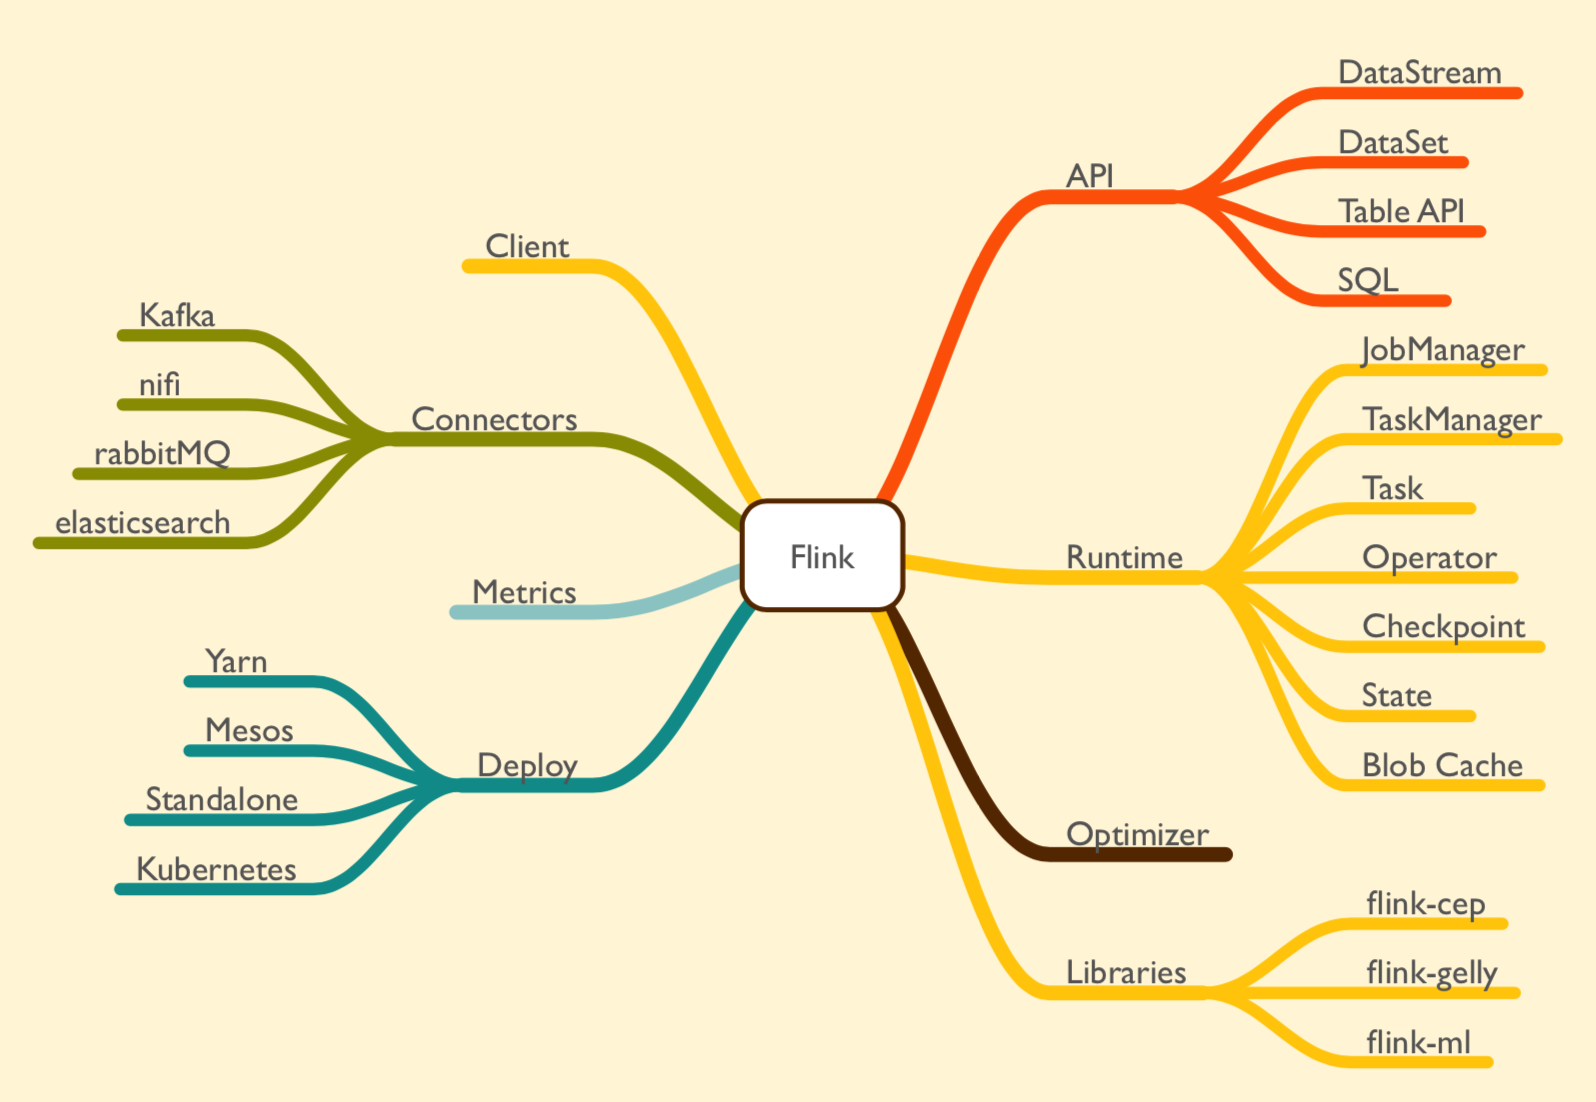 Flink
API
DataStream
DataSet
Table API
SQL
Runtime
JobManager
TaskManager
Task
Operator
Checkpoint
State
Blob Cache
Optimizer
Libraries
flink-cep
flink-gelly
flink-ml
Client
Connectors
Kafka
nifi
rabbitMQ
elasticsearch
Metrics
Deploy
Yarn
Mesos
Standalone
Kubernetes